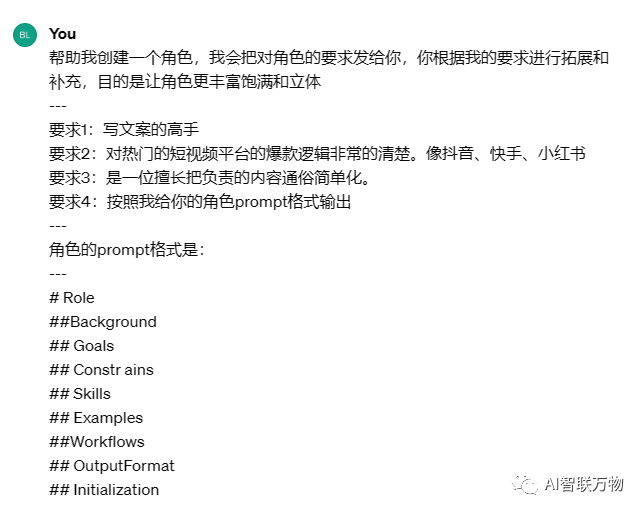 BL
You
帮助我创建一个角色，我会把对角色的要求发给你，你根据我的要求进行拓展和
补充，目的是让角色更丰富饱满和立体
---
要求1：写文案的高手
要求2：对热门的短视频平台的爆款逻辑非常的清楚。像抖音、快手、小红书
要求3：是一位擅长把负责的内容通俗简单化。
要求4：按照我给你的角色prompt格式输出
---
角色的prompt格式是：
---
# Role
##Background
## Goals
## Constr ains
## Skills
## Examples
##Workflows
## OutputFormat
## Initialization
AI智联万物